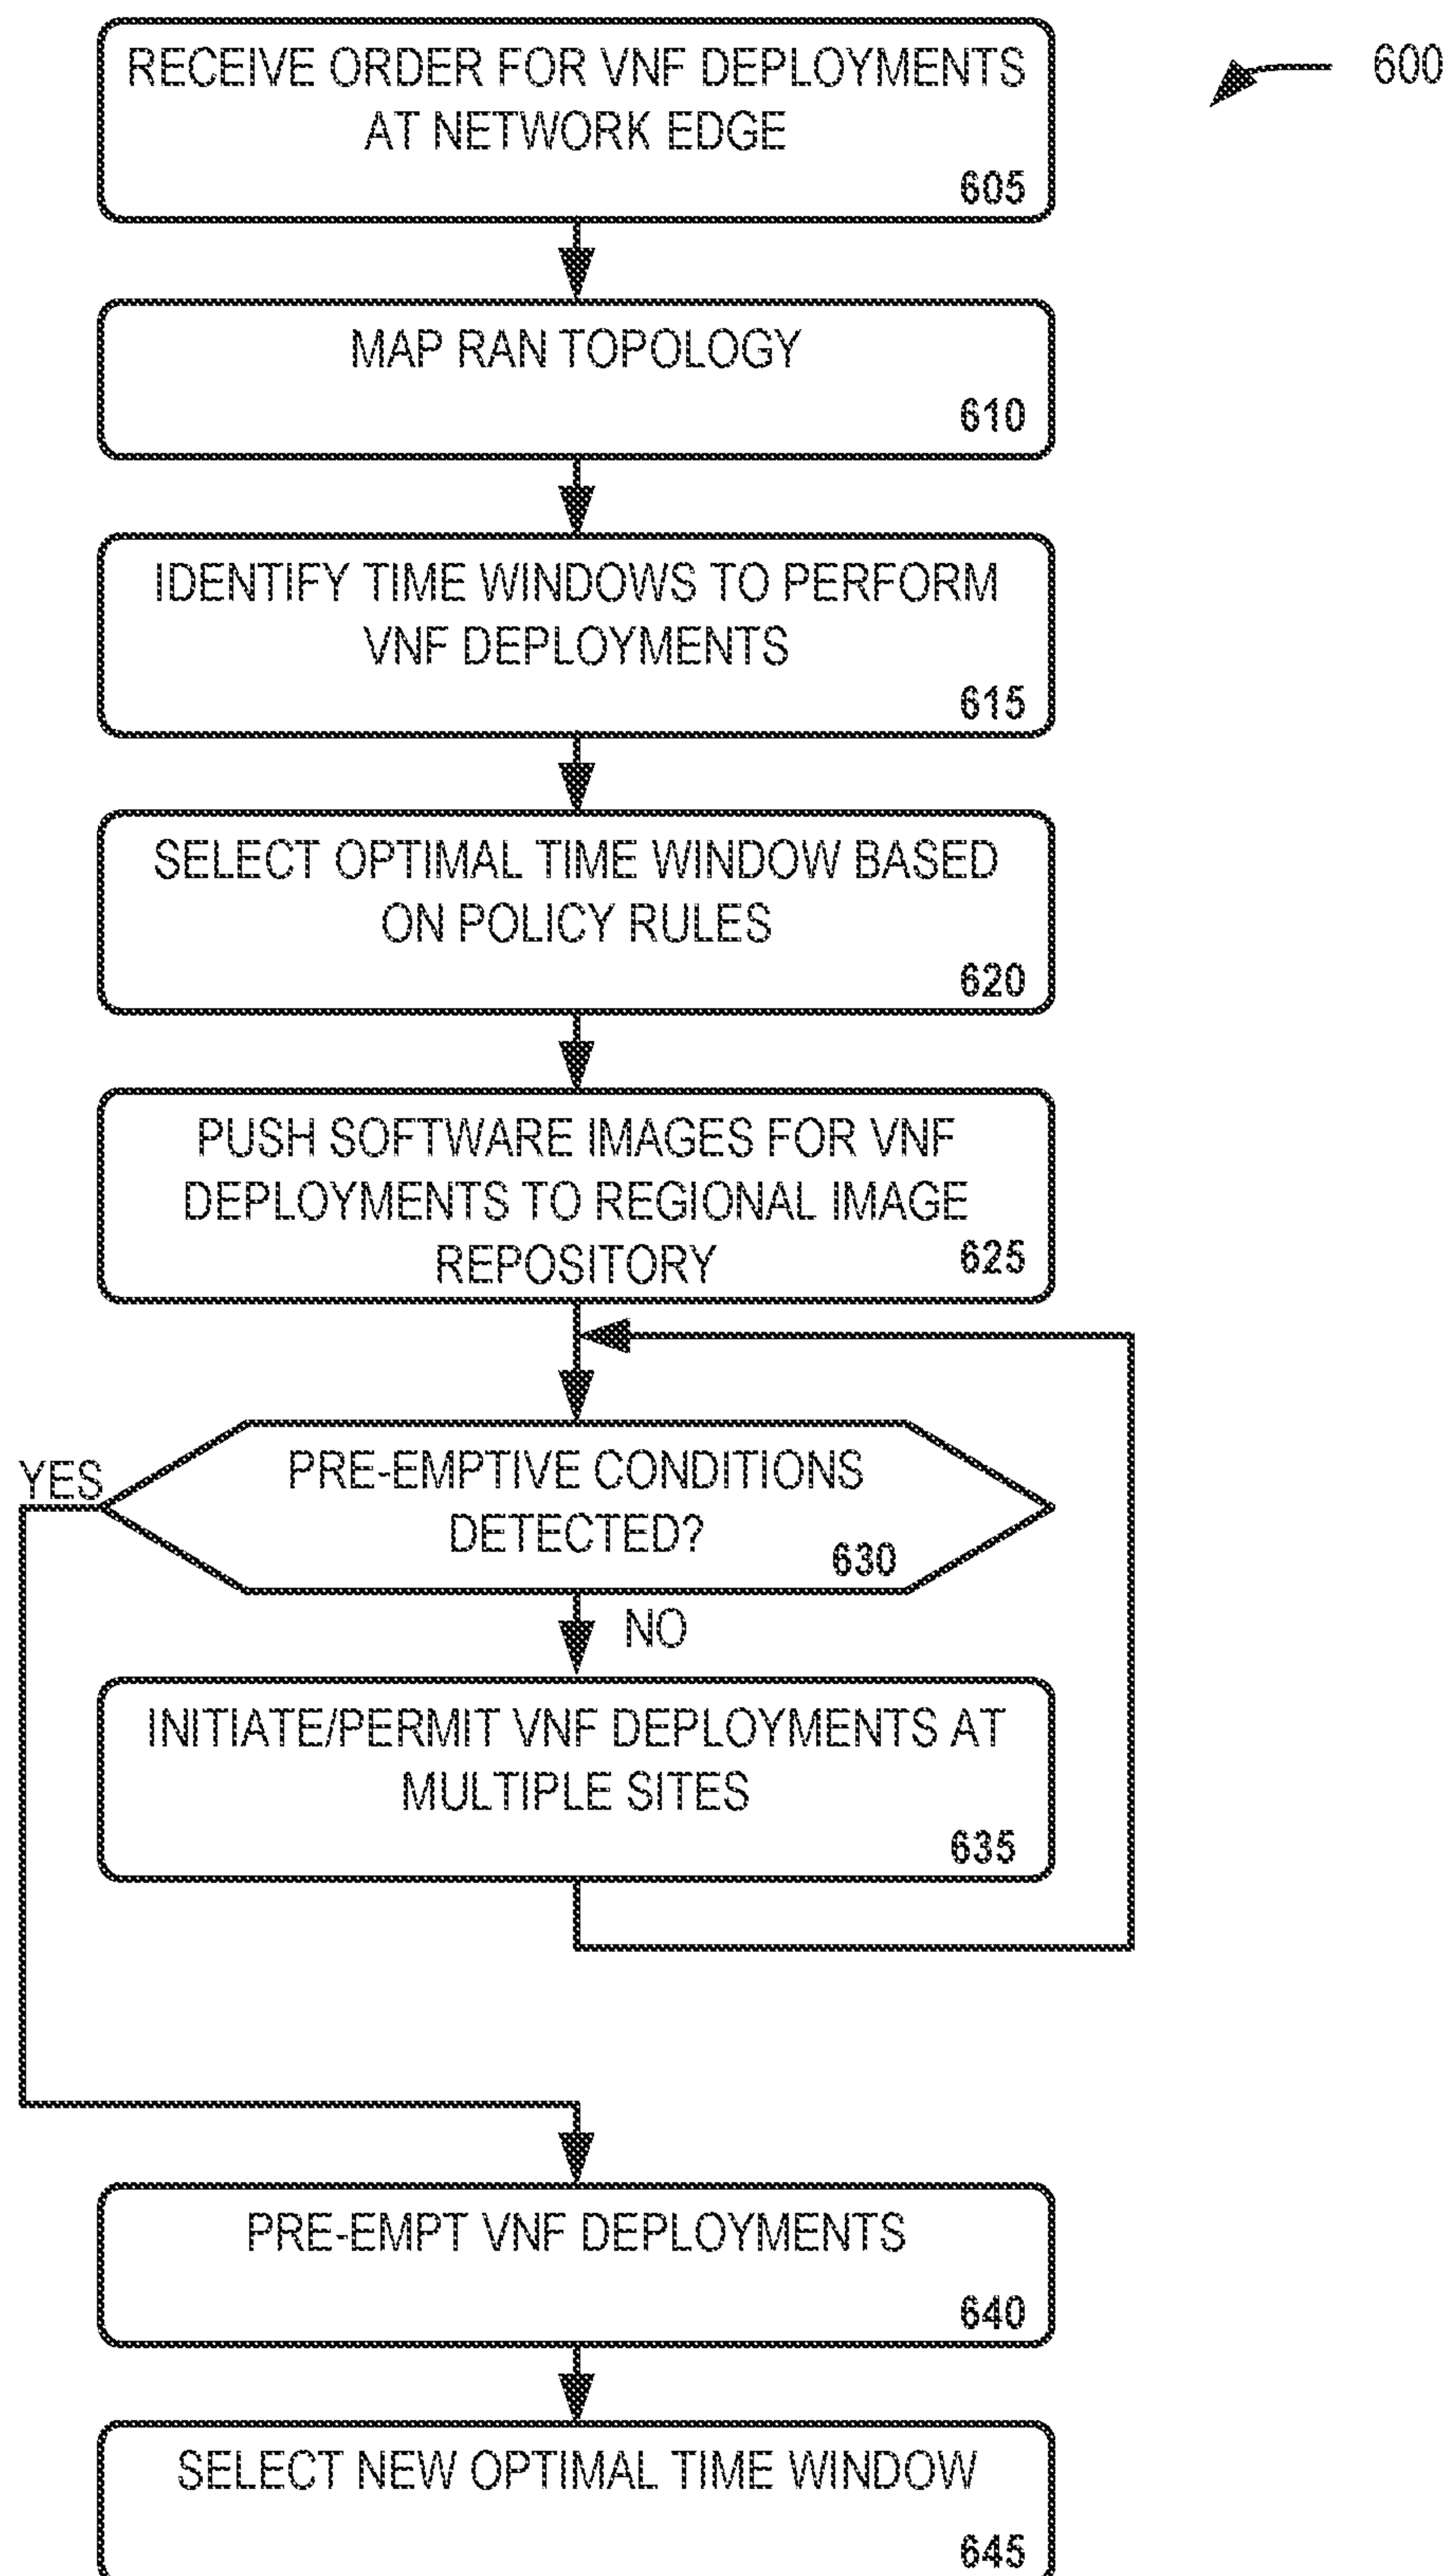 RECEIVE ORDER FOR VNF DEPLOYMENTS
AT NETWORK EDGE
605
600
MAP RAN TOPOLOGY
610
IDENTIFY TIME WINDOWS TO PERFORM
VNF DEPLOYMENTS
615
SELECT OPTIMAL TIME WINDOW BASED
ON POLICY RULES
620
PUSH SOFTWARE IMAGES FOR VNF
DEPLOYMENTS TO REGIONAL IMAGE
REPOSITORY
625
YES
PRE-EMPTIVE CONDITIONS
DETECTED?
630
NO
INITIATE/PERMIT VNF DEPLOYMENTS AT
MULTIPLE SITES
635
PRE-EMPT VNF DEPLOYMENTS
640
SELECT NEW OPTIMAL TIME WINDOW
645